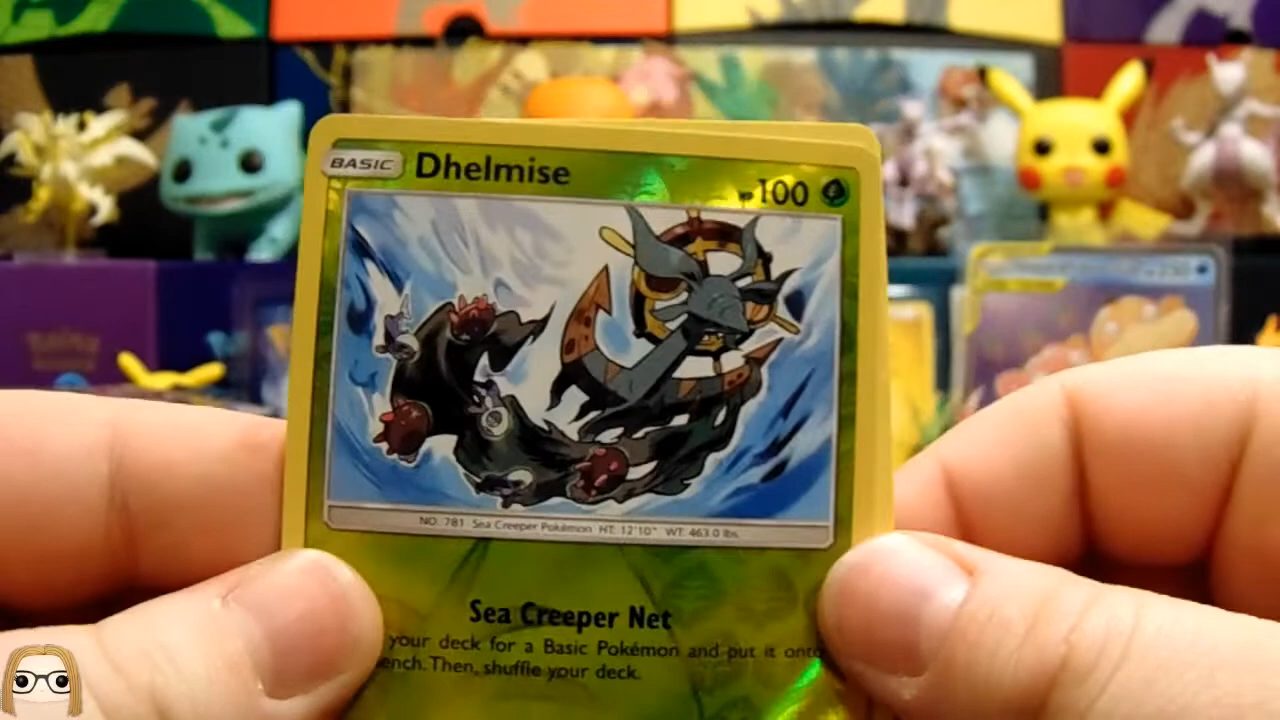 BASIC Dhelmise HP 100
NO. 781 Sea Creeper Pokémon HT: 12'10" WT: 463.0 lbs.
Sea Creeper Net
your deck for a Basic Pokémon and put it onto
ench. Then, shuffle your deck.